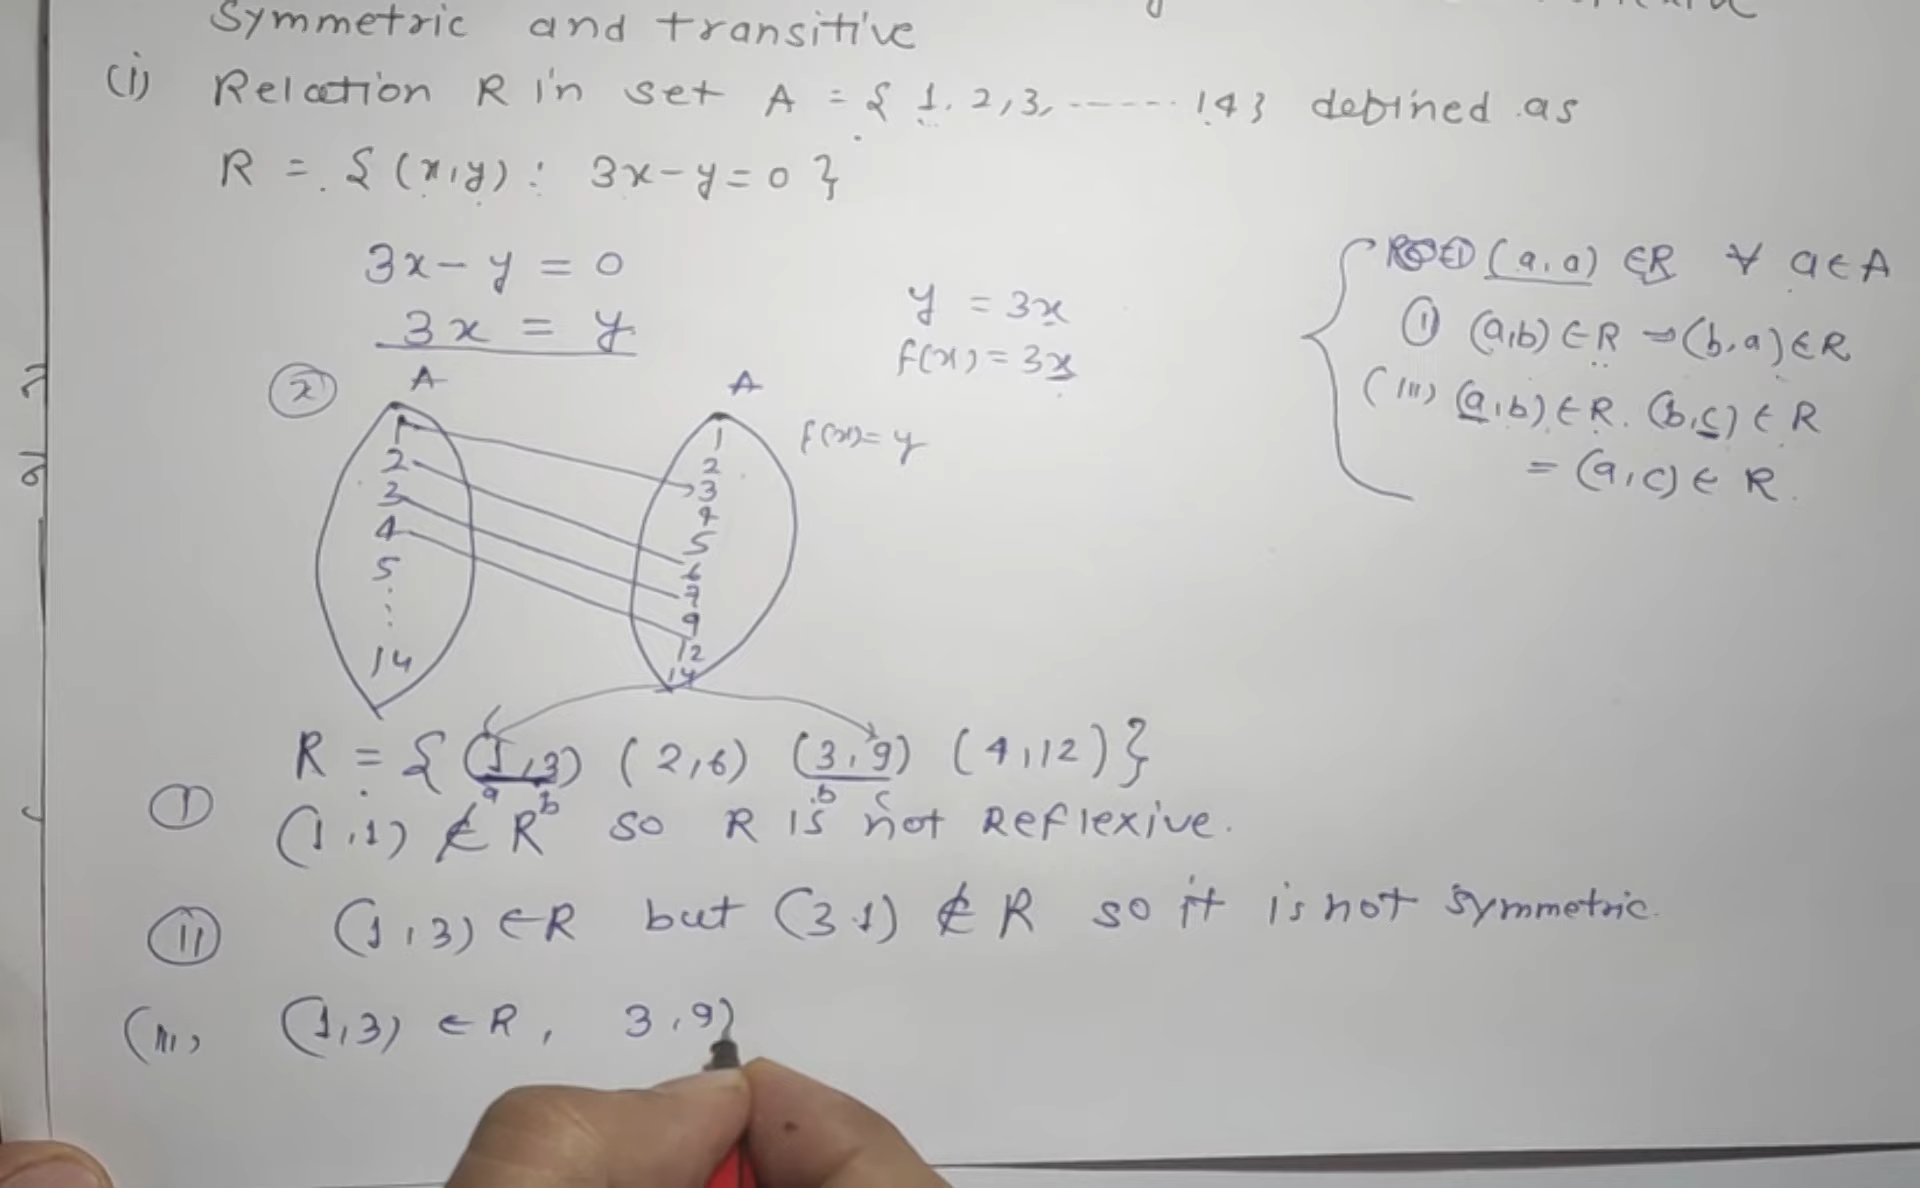 Symmetric and transitive
(i) Relation R in set A = { 1, 2, 3, ------ 14 } defined as
R = { (x, y) : 3x - y = 0 }
3x - y = 0
3x = y
y = 3x
f(x) = 3x
f(x) = y
(a, a) ∈ R ∀ a ∈ A
① (a, b) ∈ R → (b, a) ∈ R
(III) (a, b) ∈ R. (b, c) ∈ R
= (a, c) ∈ R.
A A
1 1
2 2
3 3
4 4
5 5
6
7
9
12
14 14
R = { (1, 3) (2, 6) (3, 9) (4, 12) }
a b b c
① (1, 1) ∉ R so R is not Reflexive.
② (1, 3) ∈ R but (3 1) ∉ R so it is not symmetric.
(III) (1, 3) ∈ R, 3, 9)